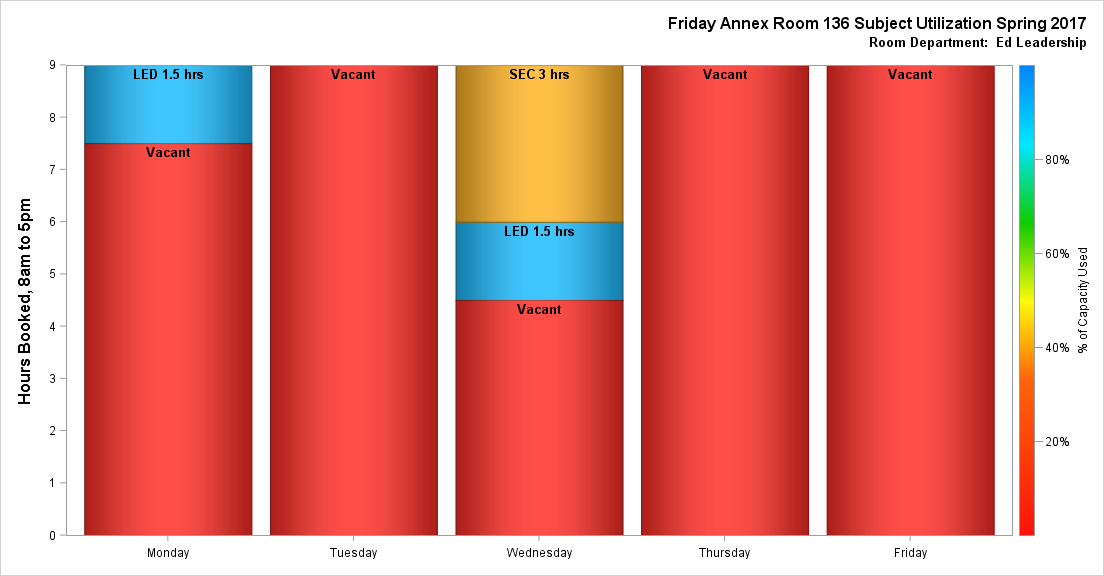 Friday Annex Room 136 Subject Utilization Spring 2017
Room Department:  Ed Leadership
Hours Booked, 8am to 5pm
9
8
7
6
5
4
3
2
1
0
LED 1.5 hrs
Vacant
Vacant
SEC 3 hrs
LED 1.5 hrs
Vacant
Vacant
Vacant
Monday
Tuesday
Wednesday
Thursday
Friday
80%
60%
40%
20%
% of Capacity Used